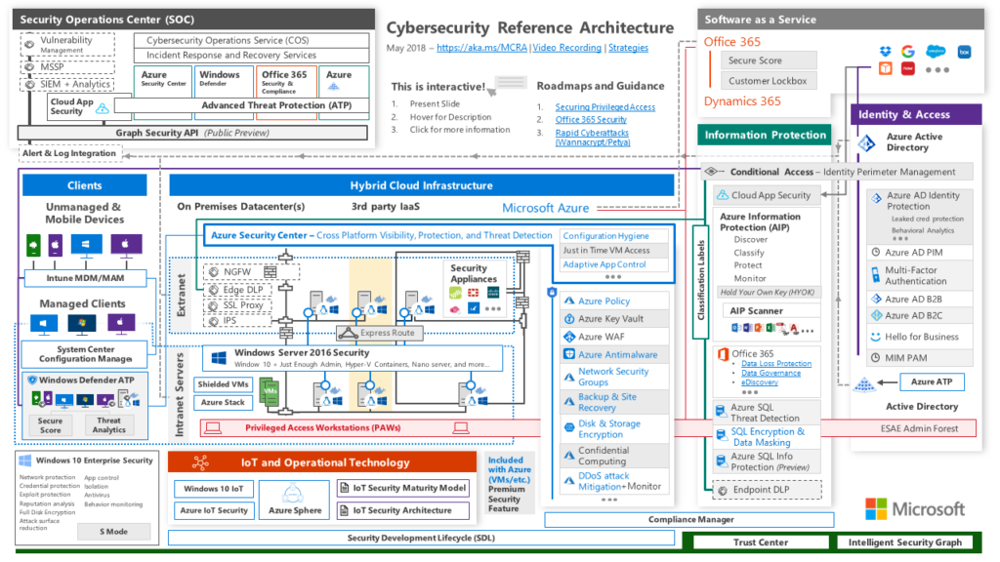 Security Operations Center (SOC)
Vulnerability
Management
MSSP
SIEM + Analytics
Cybersecurity Operations Service (COS)
Incident Response and Recovery Services
Azure
Security Center
Windows
Defender
Office 365
Security &
Compliance
Azure
Cloud App
Security
Advanced Threat Protection (ATP)
Graph Security API (Public Preview)
Alert & Log Integration
Cybersecurity Reference Architecture
May 2018 – https://aka.ms/MCRA | Video Recording | Strategies
This is interactive!
1. Present Slide
2. Hover for Description
3. Click for more information
Roadmaps and Guidance
1. Securing Privileged Access
2. Office 365 Security
3. Rapid Cyberattacks
(Wannacrypt/Petya)
Software as a Service
Office 365
Secure Score
Customer Lockbox
Dynamics 365
Information Protection
Identity & Access
Azure Active
Directory
Conditional Access – Identity Perimeter Management
Clients
Unmanaged &
Mobile Devices
Intune MDM/MAM
Managed Clients
System Center
Configuration Manager
Windows Defender ATP
Secure
Score
Threat
Analytics
Windows 10 Enterprise Security
Network protection
Credential protection
Exploit protection
Reputation analysis
Full Disk Encryption
Attack surface
reduction
App control
Isolation
Antivirus
Behavior monitoring
S Mode
Hybrid Cloud Infrastructure
On Premises Datacenter(s)
3rd party IaaS
Microsoft Azure
Azure Security Center – Cross Platform Visibility, Protection, and Threat Detection
Configuration Hygiene
Just in Time VM Access
Adaptive App Control
Extranet
NGFW
Edge DLP
SSL Proxy
IPS
Security
Appliances
Express Route
Intranet Servers
Windows Server 2016 Security
Window 10 + Just Enough Admin, Hyper-V Containers, Nano server, and more...
Shielded VMs
Azure Stack
VMs
Privileged Access Workstations (PAWs)
ESAE Admin Forest
Azure Policy
Azure Key Vault
Azure WAF
Azure Antimalware
Network Security
Groups
Backup & Site
Recovery
Disk & Storage
Encryption
Confidential
Computing
DDoS attack
Mitigation+Monitor
IoT and Operational Technology
Windows 10 IoT
Azure IoT Security
Azure Sphere
IoT Security Maturity Model
IoT Security Architecture
Included
with Azure
(VMs/etc.)
Premium
Security
Feature
Classification Labels
Cloud App Security
Azure Information
Protection (AIP)
Discover
Classify
Protect
Monitor
Hold Your Own Key (HYOK)
AIP Scanner
Office 365
• Data Loss Protection
• Data Governance
• eDiscovery
Azure SQL
Threat Detection
SQL Encryption &
Data Masking
Azure SQL Info
Protection (Preview)
Endpoint DLP
Azure AD Identity
Protection
Leaked cred protection
Behavioral Analytics
Azure AD PIM
Multi-Factor
Authentication
Azure AD B2B
Azure AD B2C
Hello for Business
MIM PAM
Azure ATP
Active Directory
Microsoft
Compliance Manager
Security Development Lifecycle (SDL)
Trust Center
Intelligent Security Graph